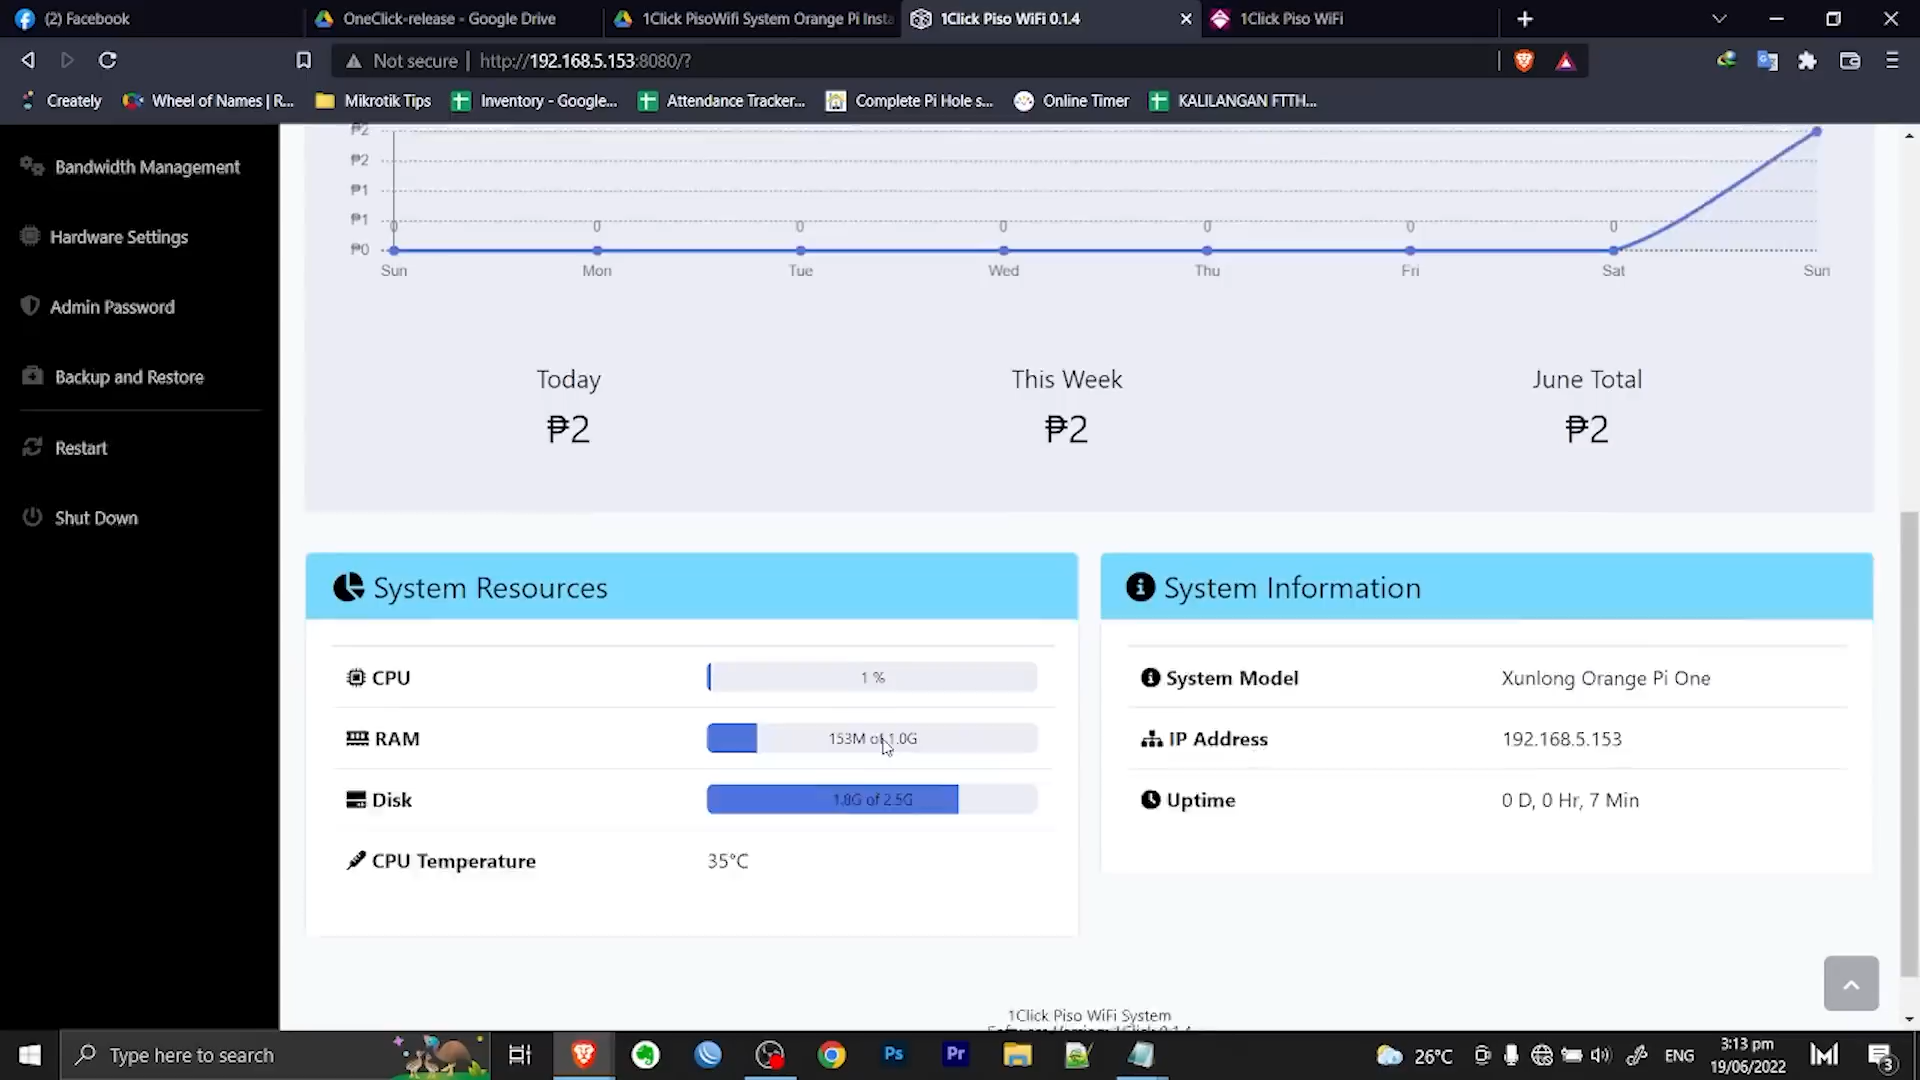 (2) Facebook
OneClick-release - Google Drive
1Click PisoWifi System Orange Pi Insta
1Click Piso WiFi 0.1.4
1Click Piso WiFi
Not secure http://192.168.5.153:8080/?
Creately
Wheel of Names | R...
Mikrotik Tips
Inventory - Google...
Attendance Tracker...
Complete Pi Hole s...
Online Timer
KALILANGAN FTTH...
Bandwidth Management
Hardware Settings
Admin Password
Backup and Restore
Restart
Shut Down
₱2
₱2
₱1
₱1
₱0
0 0 0 0 0 0 0
Sun Mon Tue Wed Thu Fri Sat Sun
Today This Week June Total
₱2 ₱2 ₱2
System Resources
CPU 1 %
RAM 153M of 1.0G
Disk 1.8G of 2.5G
CPU Temperature 35°C
System Information
System Model Xunlong Orange Pi One
IP Address 192.168.5.153
Uptime 0 D, 0 Hr, 7 Min
1Click Piso WiFi System
Type here to search
Ps
Pr
26°C
ENG
3:13 pm
19/06/2022
3